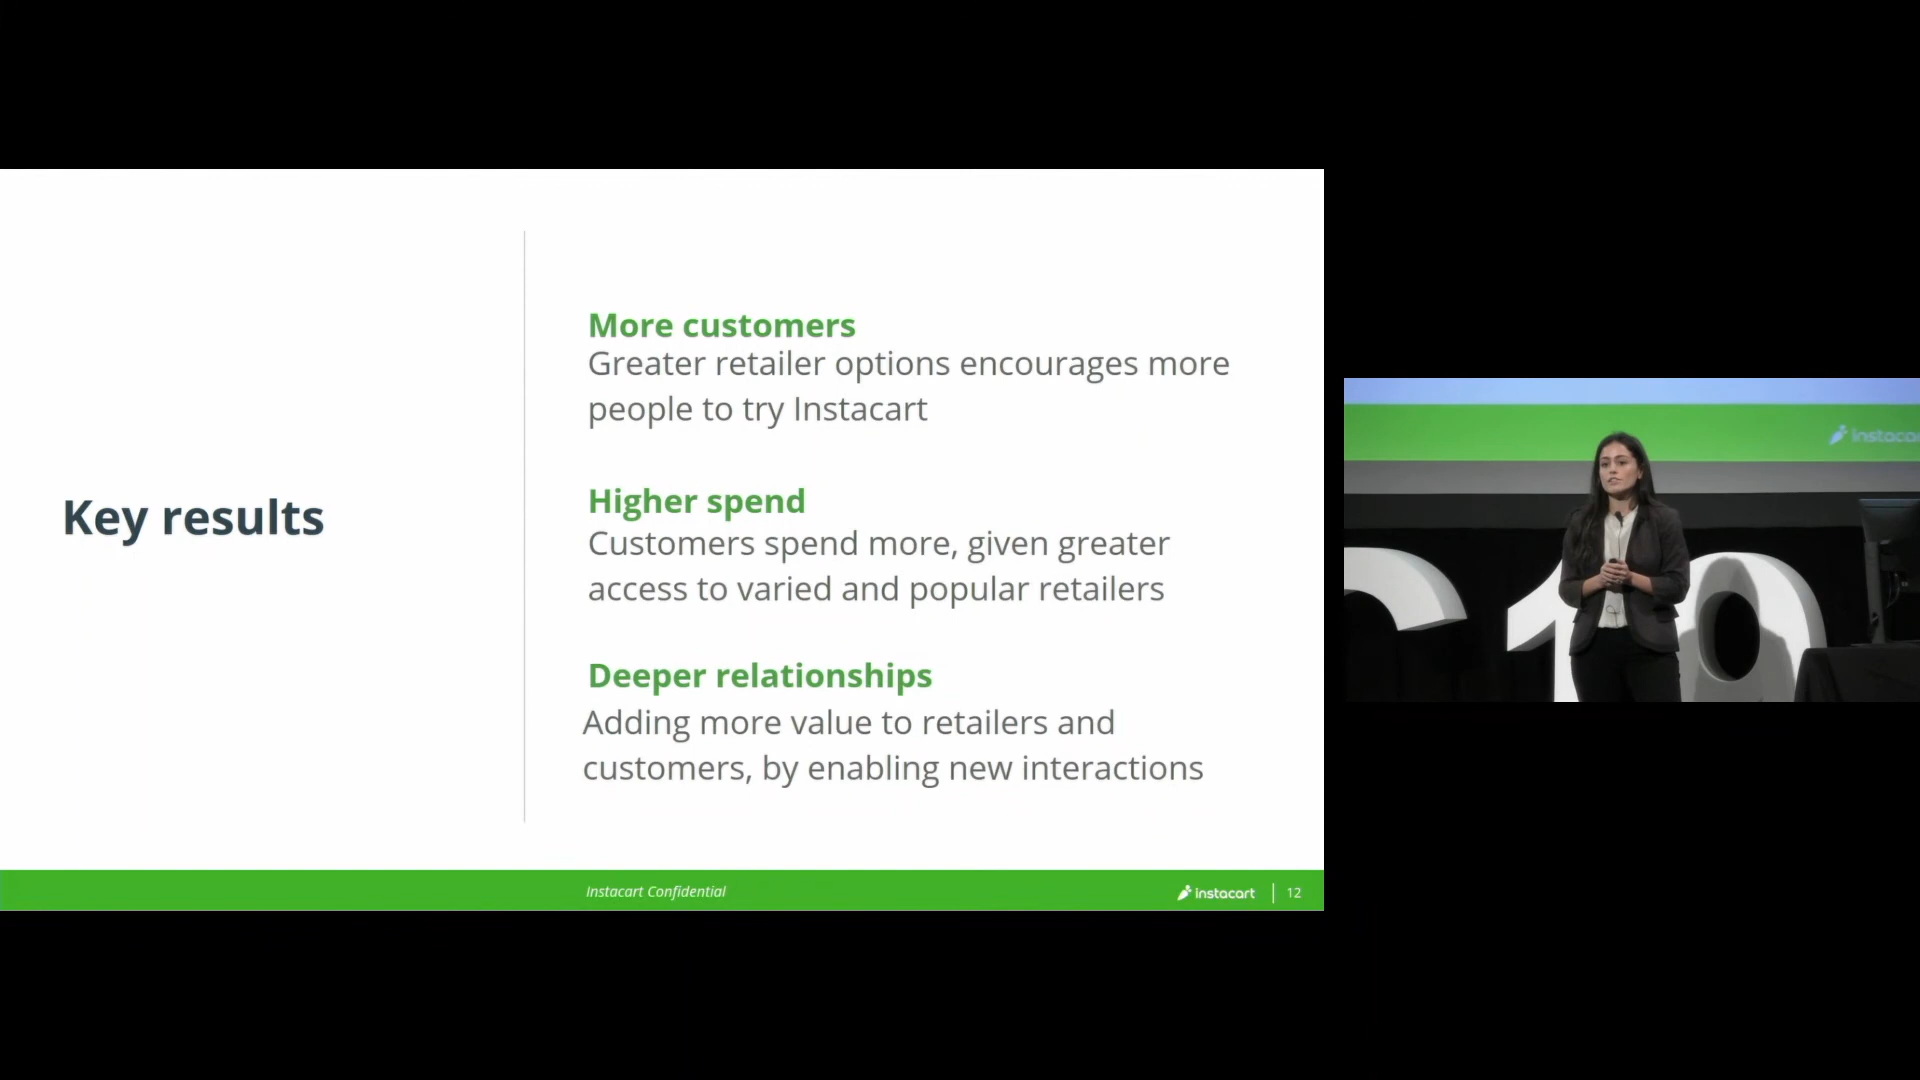 Key results
More customers
Greater retailer options encourages more
people to try Instacart
Higher spend
Customers spend more, given greater
access to varied and popular retailers
Deeper relationships
Adding more value to retailers and
customers, by enabling new interactions
Instacart Confidential
instacart
12
instacar
10